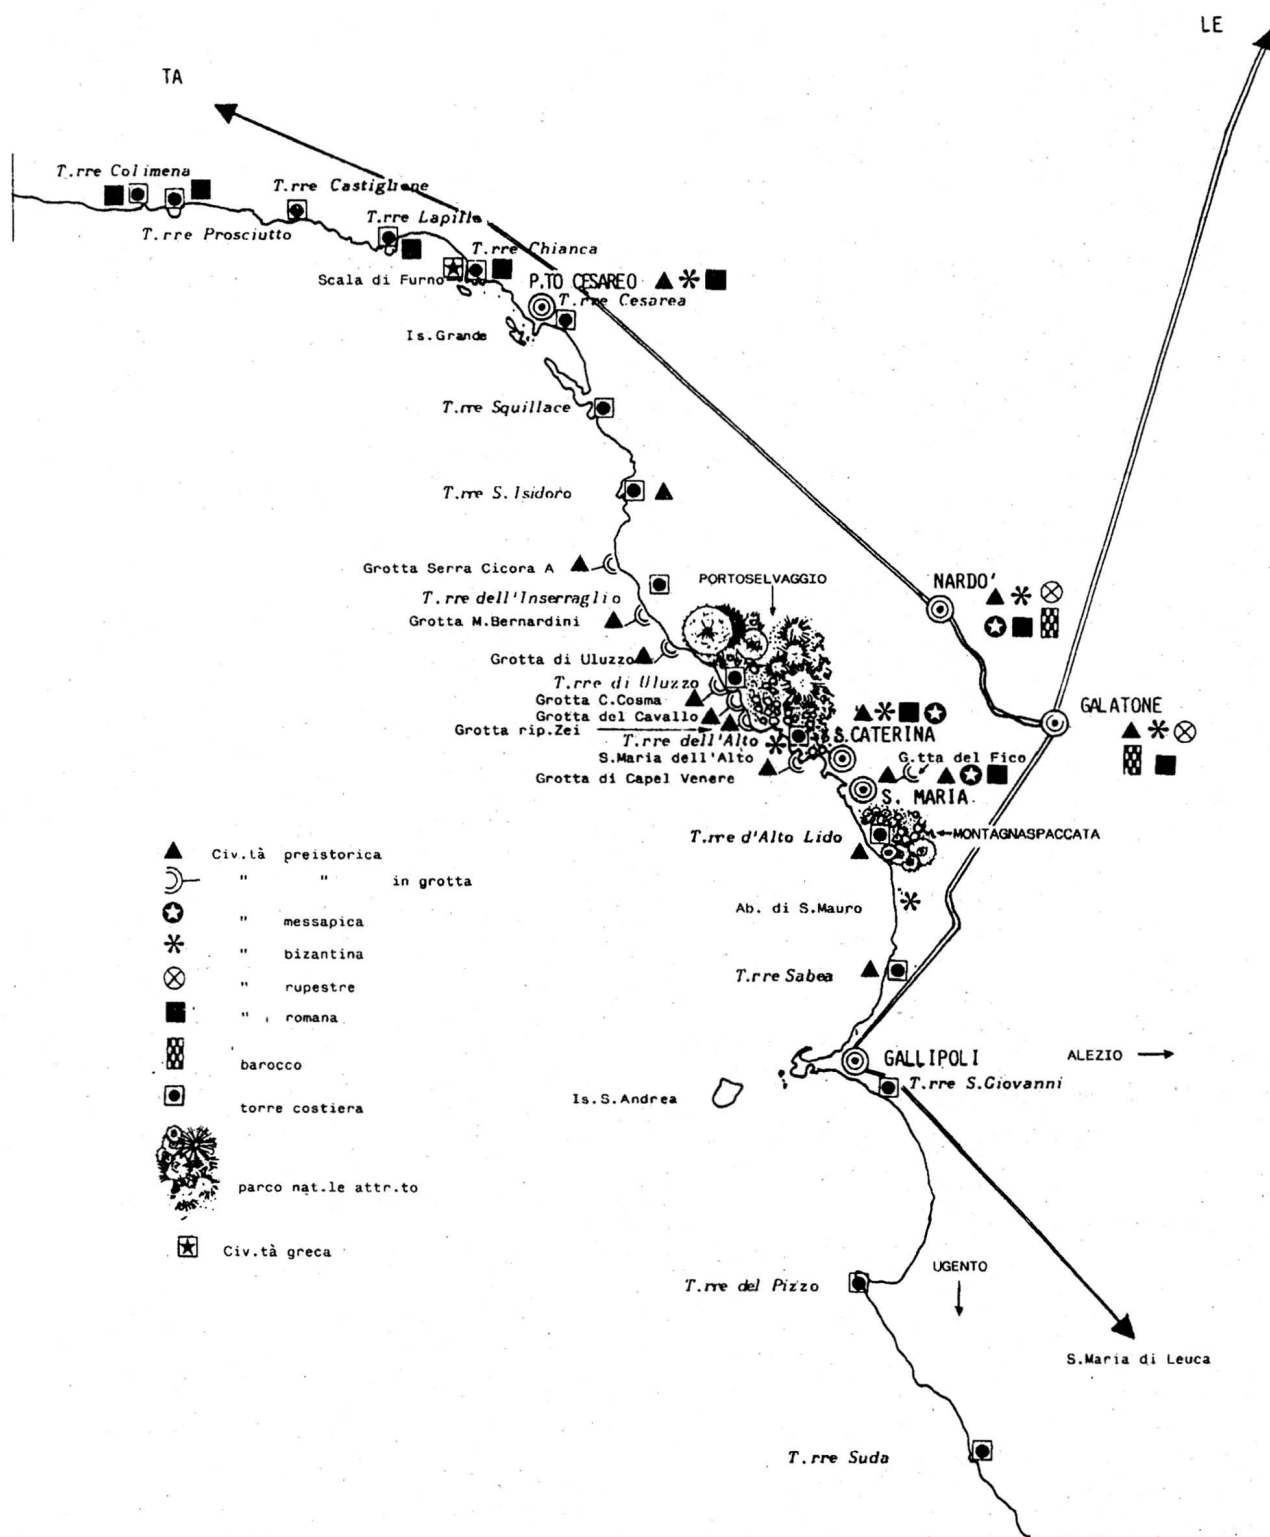 LE
TA
T.rre Colimena
T.rre Castiglione
T.rre Lapillo
T.rre Prosciutto
T.rre Chianca
Scala di Furno
P.TO CESAREO
T.rre Cesarea
Is.Grande
T.rre Squillace
T.rre S.Isidoro
Grotta Serra Cicora A
PORTOSELVAGGIO
NARDO'
T.rre dell'Inserraglio
Grotta M.Bernardini
Grotta di Uluzzo
T.rre di Uluzzo
Grotta C.Cosma
GALATONE
Grotta del Cavallo
Grotta rip.Zei
T.rre dell'Alto
S.CATERINA
S.Maria dell'Alto
G.tta del Fico
Grotta di Capel Venere
S. MARIA
T.rre d'Alto Lido
MONTAGNASPACCATA
Civ.tà preistorica
" " in grotta
Ab. di S.Mauro
" messapica
" bizantina
T.rre Sabea
" rupestre
" romana
GALLIPOLI
ALEZIO
barocco
T.rre S.Giovanni
Is.S.Andrea
torre costiera
parco nat.le attr.to
Civ.tà greca
UGENTO
T.rre del Pizzo
S.Maria di Leuca
T.rre Suda